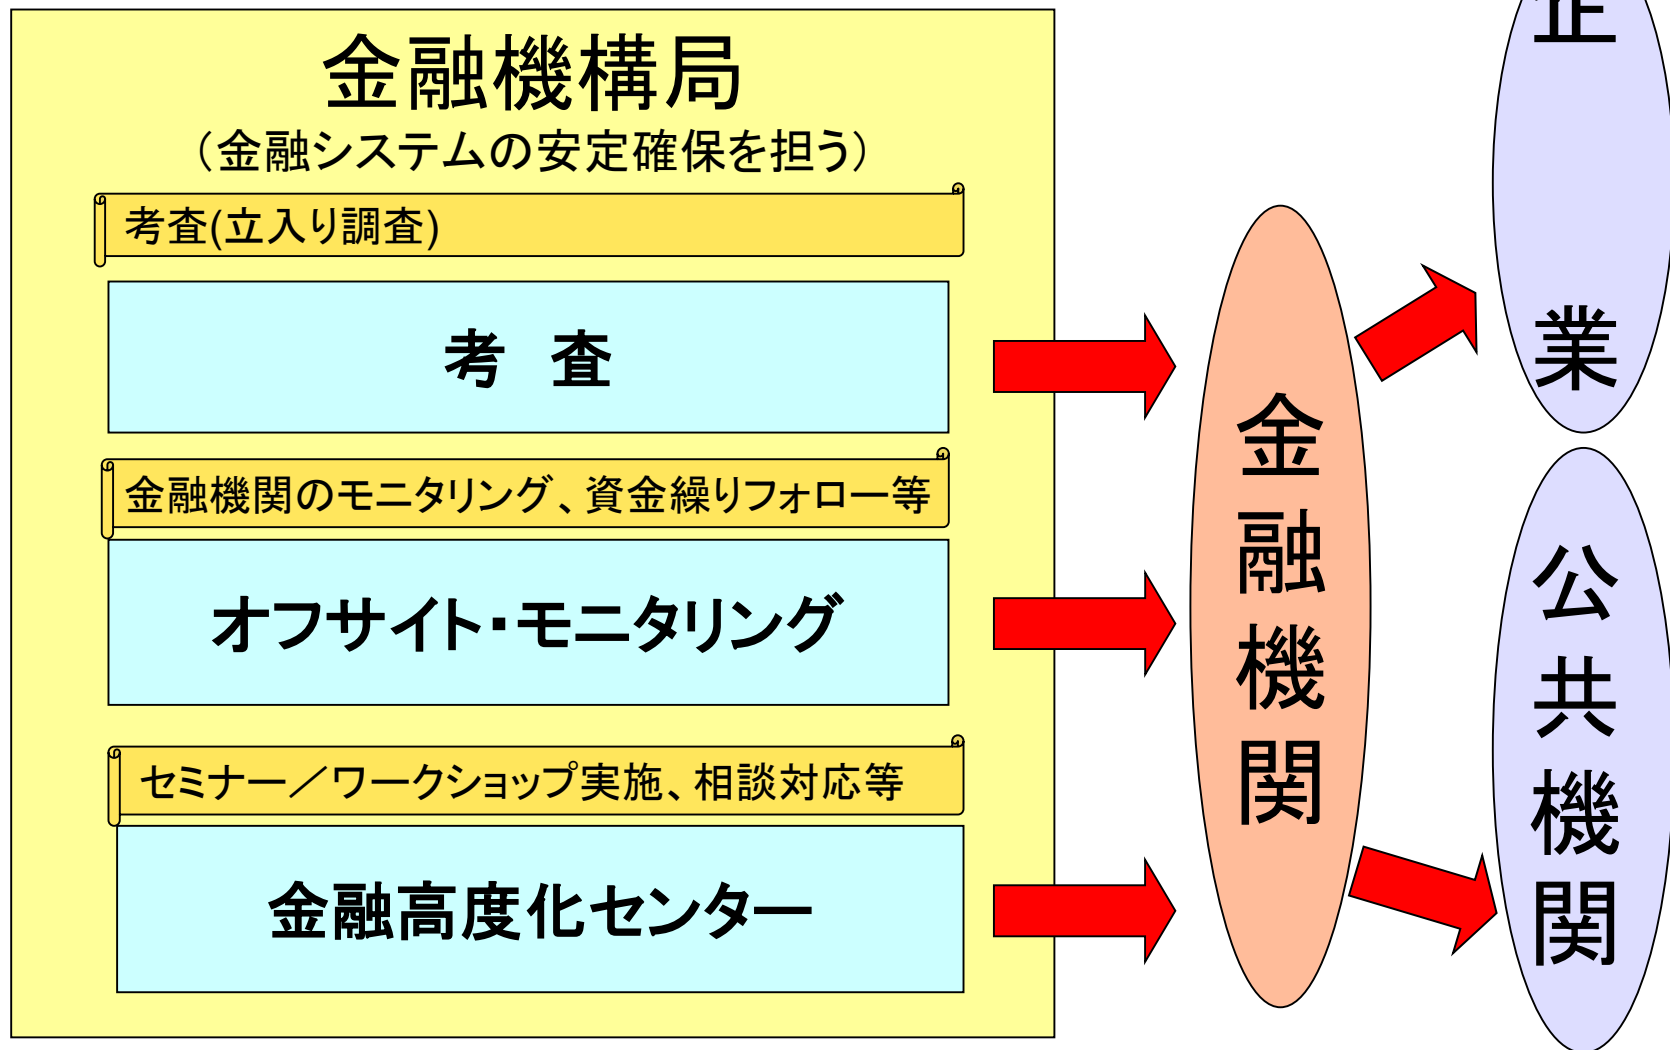 金融機構局
（金融システムの安定確保を担う）
考査(立入り調査)
考　査
金融機関のモニタリング、資金繰りフォロー等
オフサイト・モニタリング
セミナー／ワークショップ実施、相談対応等
金融高度化センター
金融機関
企業
公共機関